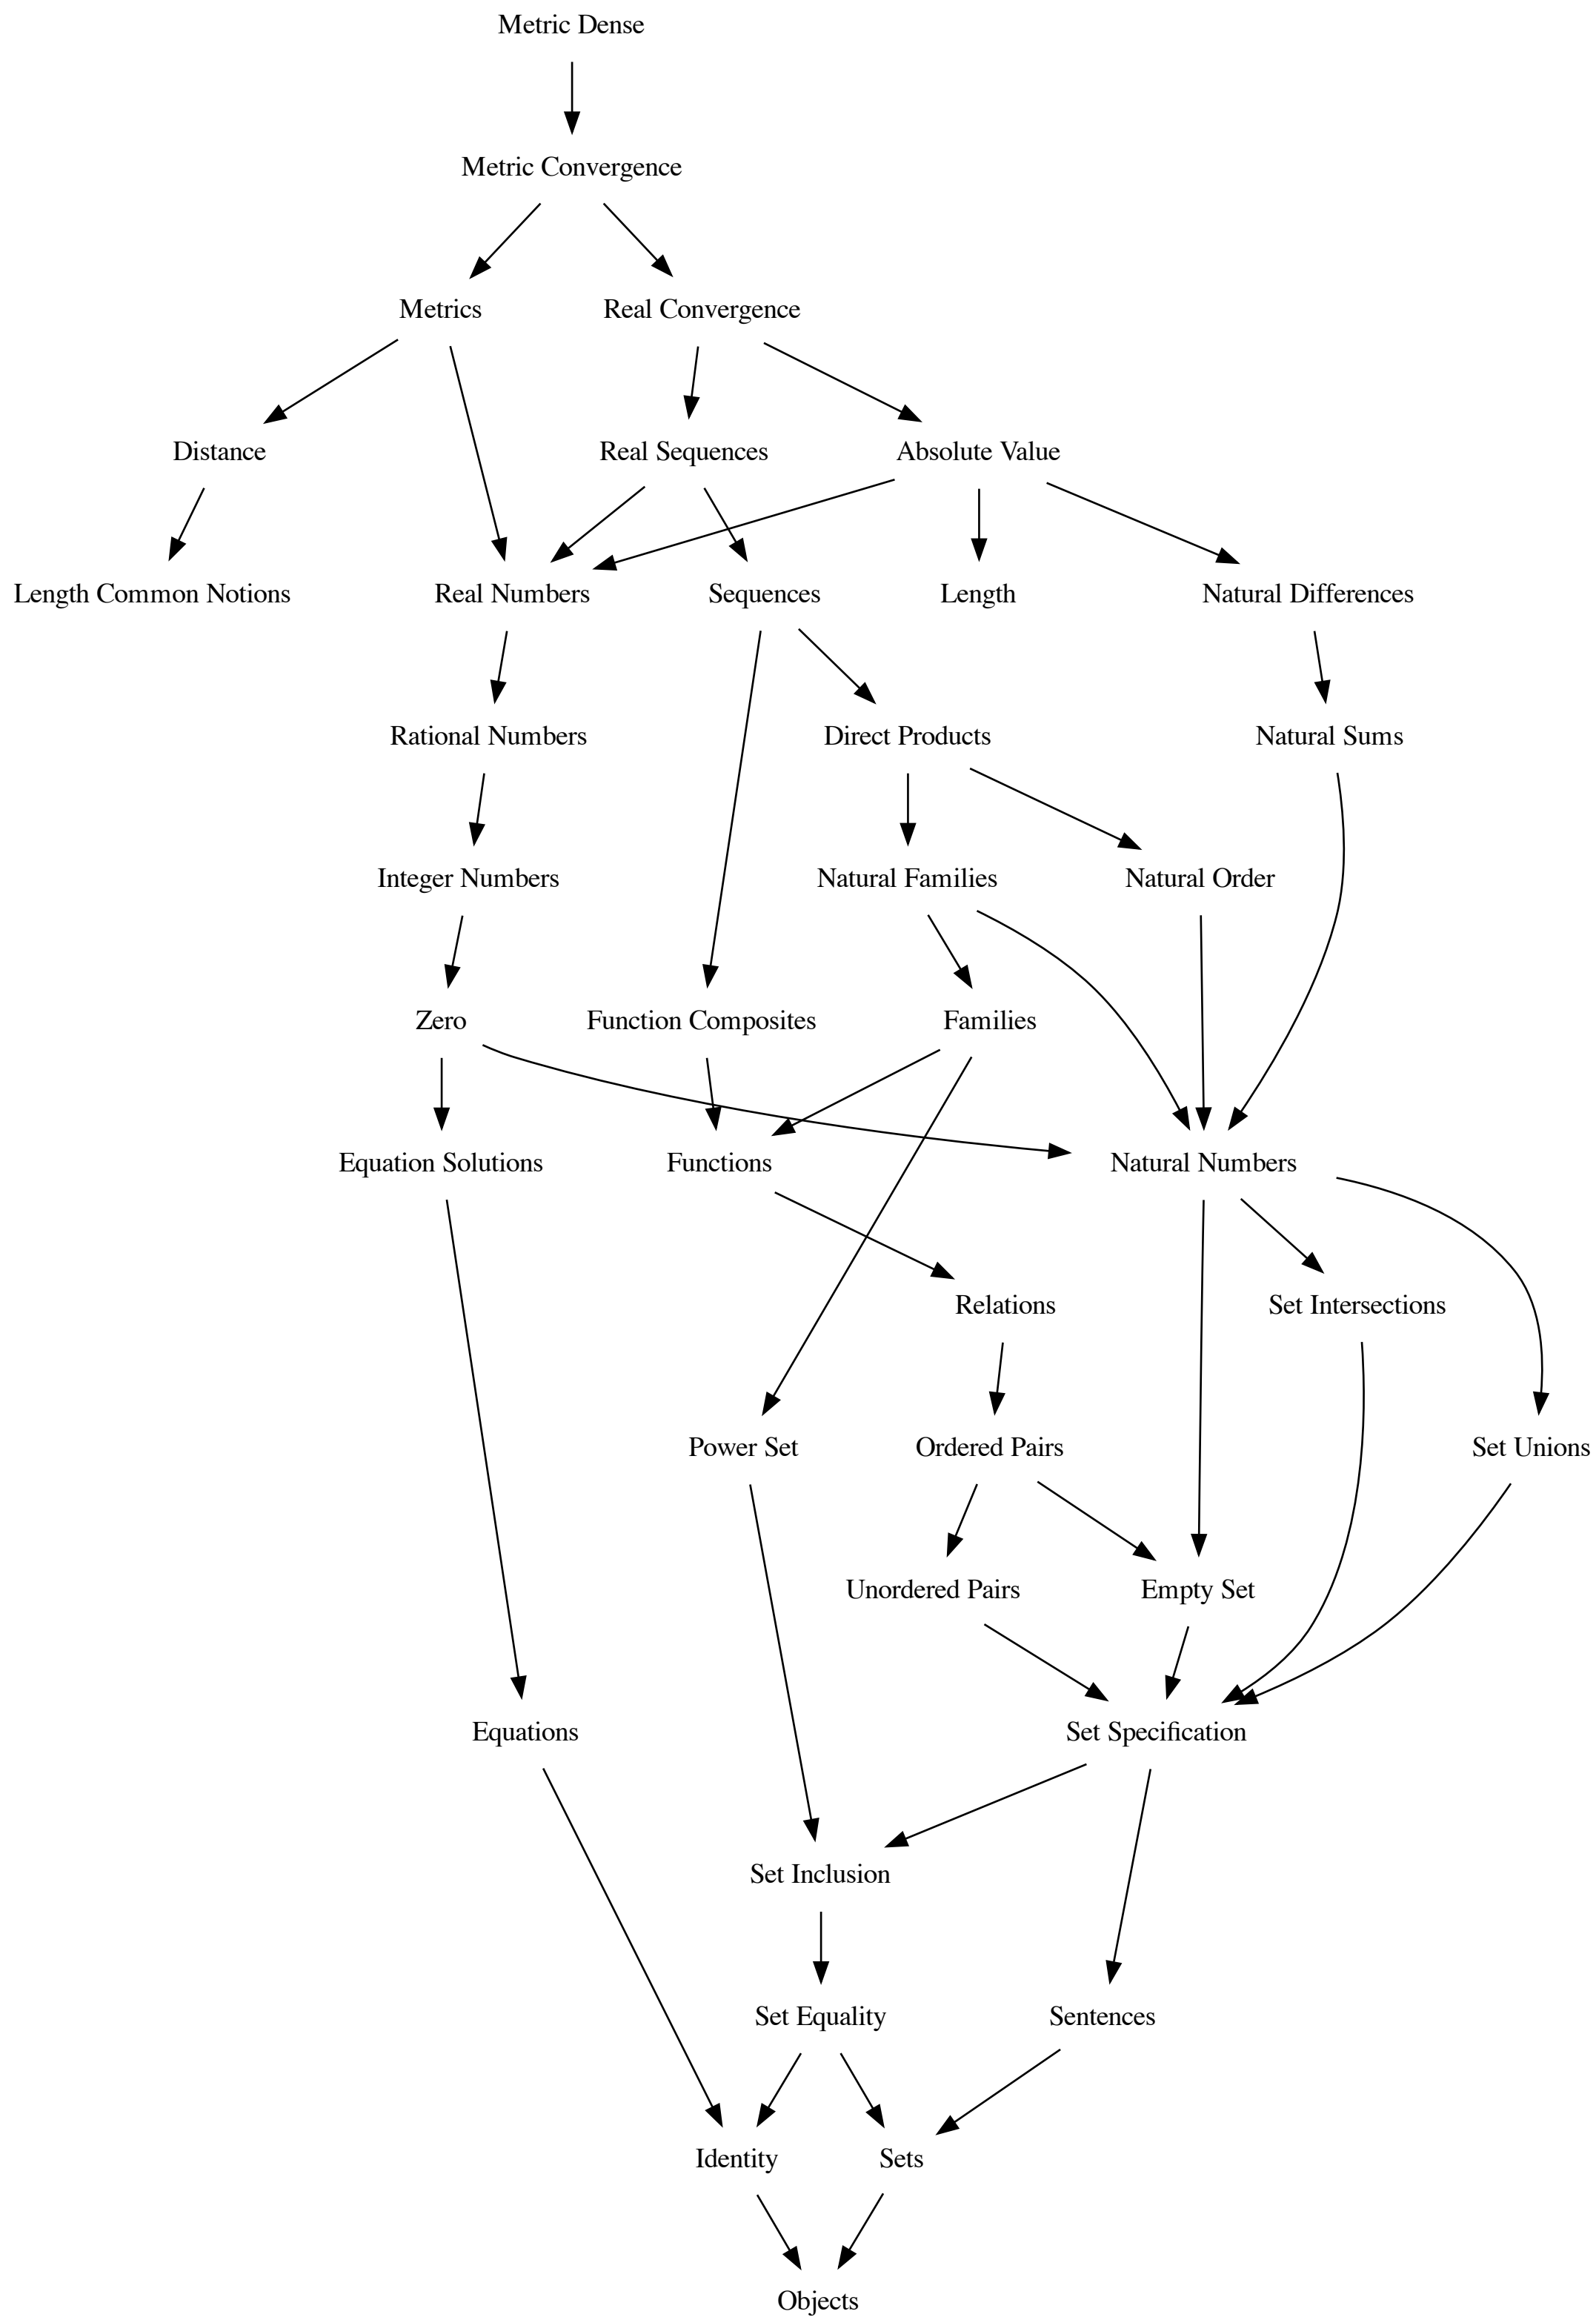 Metric Dense
Metric Convergence
Metrics
Real Convergence
Distance
Real Sequences
Absolute Value
Length Common Notions
Real Numbers
Sequences
Length
Natural Differences
Rational Numbers
Direct Products
Natural Sums
Integer Numbers
Natural Families
Natural Order
Zero
Function Composites
Families
Equation Solutions
Functions
Natural Numbers
Relations
Set Intersections
Power Set
Ordered Pairs
Set Unions
Unordered Pairs
Empty Set
Equations
Set Specification
Set Inclusion
Set Equality
Sentences
Identity
Sets
Objects